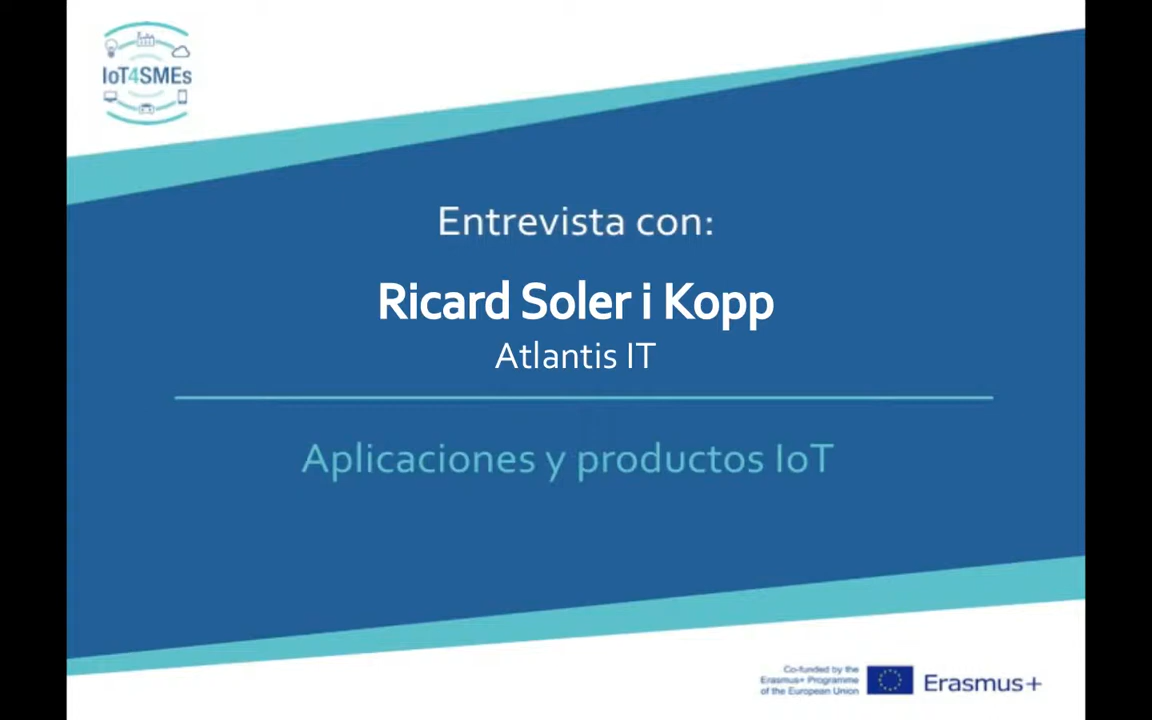 IoT4SMEs
Entrevista con:
Ricard Soler i Kopp
Atlantis IT
Aplicaciones y productos IoT
Co-funded by the
Erasmus+ Programme
of the European Union
Erasmus+